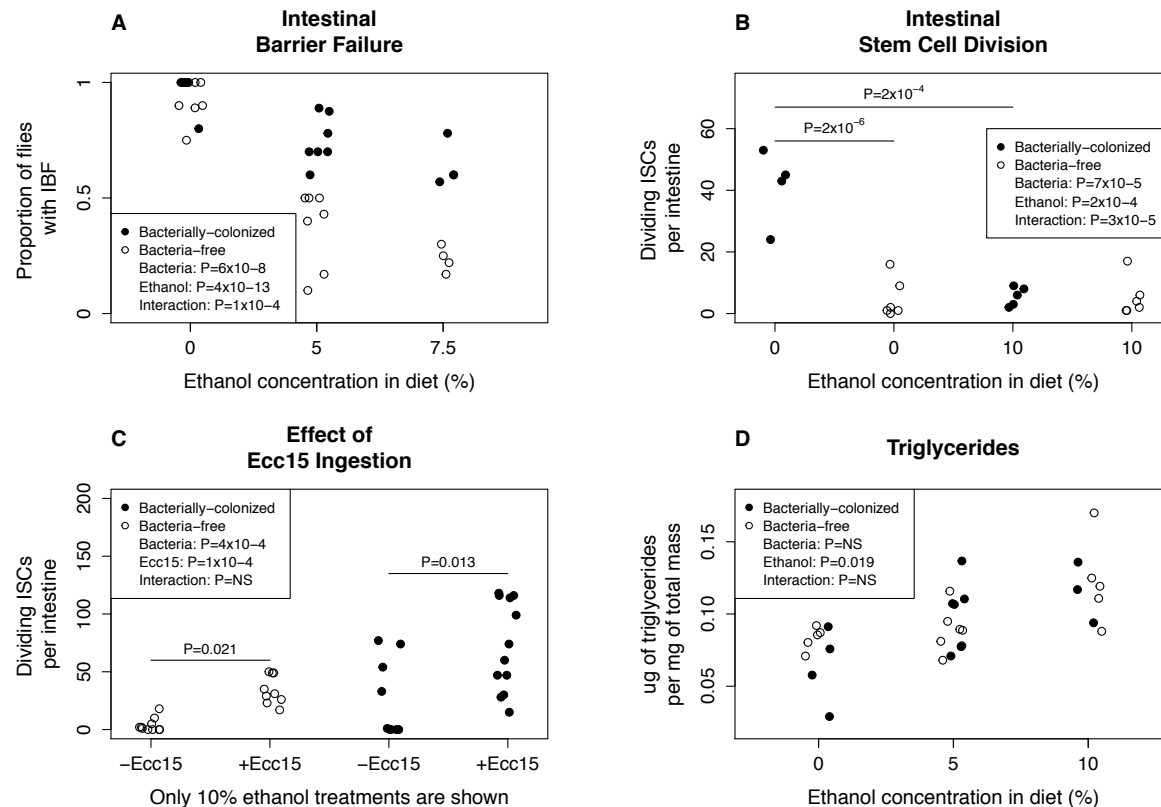 A
Intestinal
Barrier Failure
Proportion of flies
with IBF
1
0.5
0
Bacterially−colonized
Bacteria−free
Bacteria: P=6x10−8
Ethanol: P=4x10−13
Interaction: P=1x10−4
0 5 7.5
Ethanol concentration in diet (%)
B
Intestinal
Stem Cell Division
Dividing ISCs
per intestine
60
40
20
0
P=2x10⁻⁴
P=2x10⁻⁶
Bacterially−colonized
Bacteria−free
Bacteria: P=7x10−5
Ethanol: P=2x10−4
Interaction: P=3x10−5
0 0 10 10
Ethanol concentration in diet (%)
C
Effect of
Ecc15 Ingestion
Dividing ISCs
per intestine
200
150
100
50
0
Bacterially−colonized
Bacteria−free
Bacteria: P=4x10−4
Ecc15: P=1x10−4
Interaction: P=NS
P=0.013
P=0.021
−Ecc15 +Ecc15 −Ecc15 +Ecc15
Only 10% ethanol treatments are shown
D
Triglycerides
ug of triglycerides
per mg of total mass
0.15
0.10
0.05
Bacterially−colonized
Bacteria−free
Bacteria: P=NS
Ethanol: P=0.019
Interaction: P=NS
0 5 10
Ethanol concentration in diet (%)